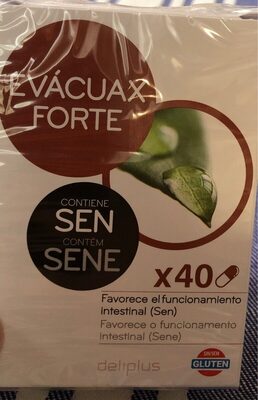 EVÁCUAX
FORTE
CONTIENE
SEN
CONTÉM
SENE
x40
Favorece el funcionamiento
intestinal (Sen)
Favorece o funcionamento
intestinal (Sene)
deliplus
SIN/SEM
GLUTEN